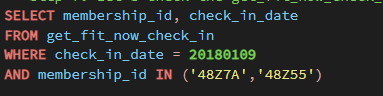 SELECT membership_id, check_in_date
FROM get_fit_now_check_in
WHERE check_in_date = 20180109
AND membership_id IN ('48Z7A','48Z55')